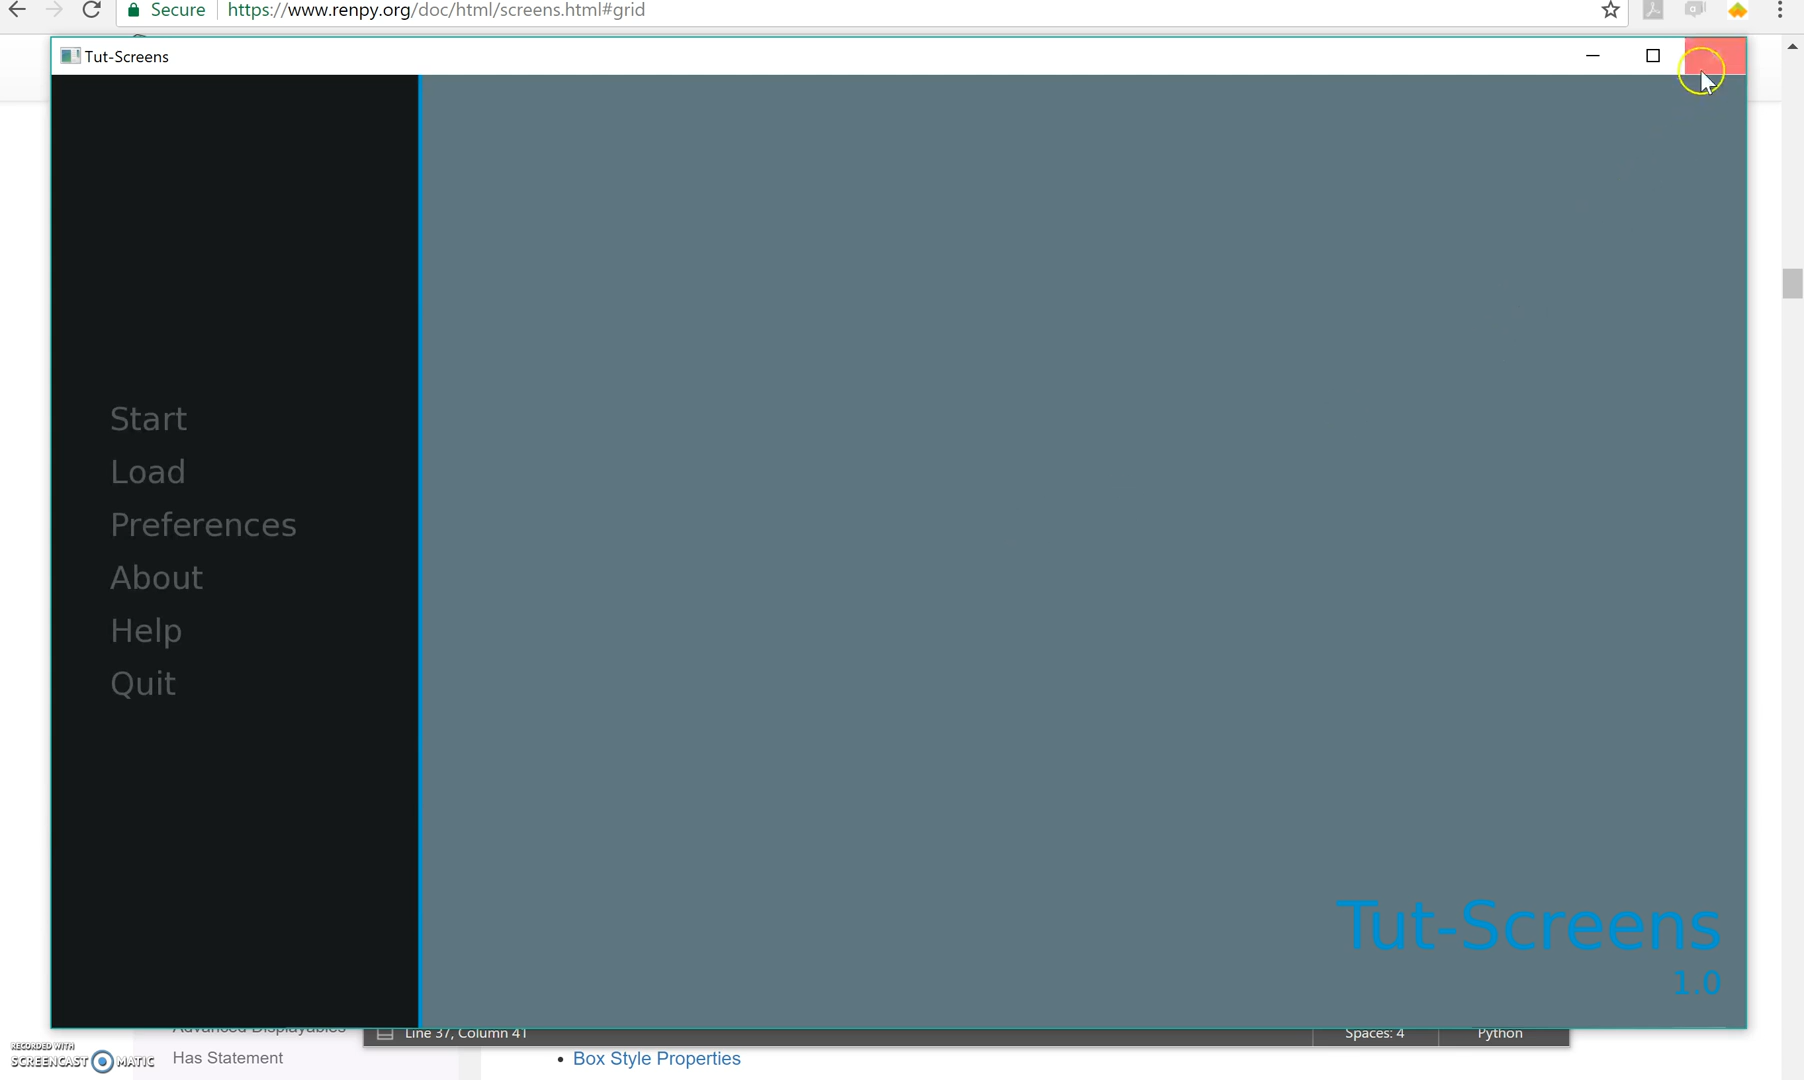 Secure https://www.renpy.org/doc/html/screens.html#grid
Tut-Screens
Start
Load
Preferences
About
Help
Quit
Tut-Screens
1.0
Advanced Displayables
Line 37, Column 41 Spaces: 4 Python
RECORDED WITH
SCREENCAST MATIC
Has Statement
• Box Style Properties